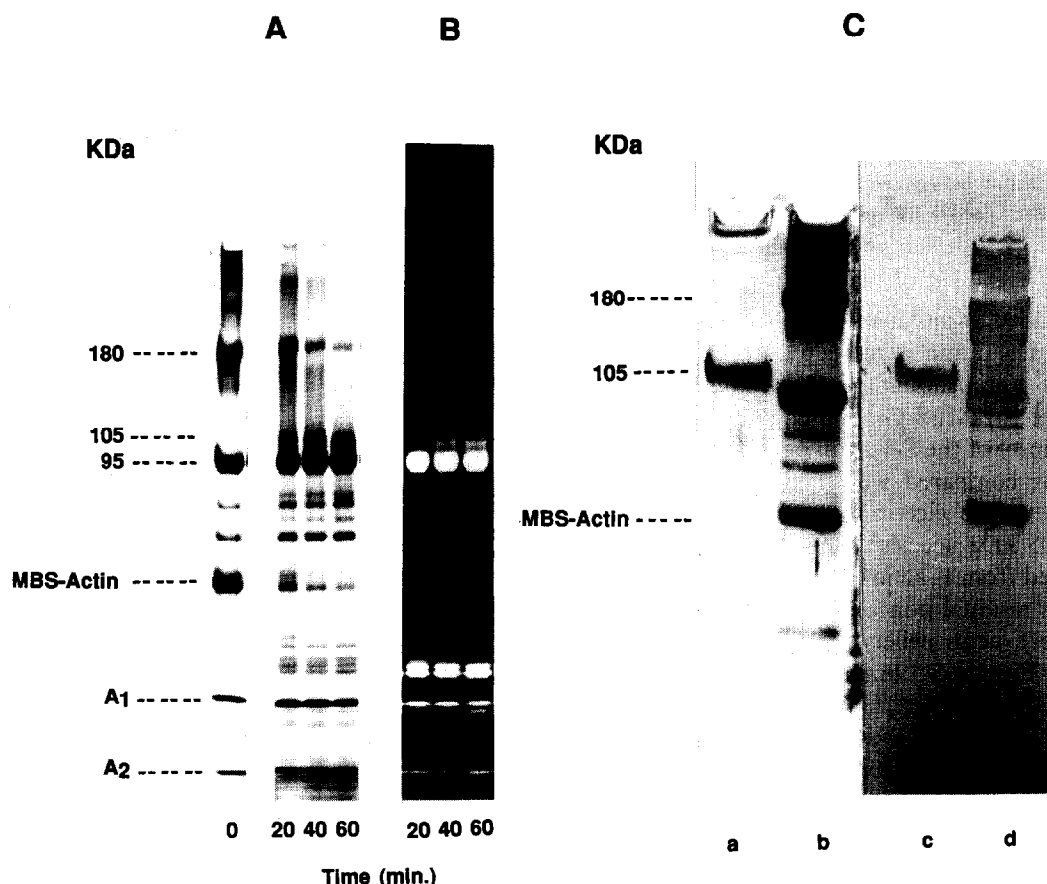 A B C
KDa
180 ------
105 ------
95 ------
MBS-Actin ------
A1 ------
A2 ------
0 20 40 60 20 40 60
Time (min.)
KDa
180 ------
105 ------
MBS-Actin -----
a b c d